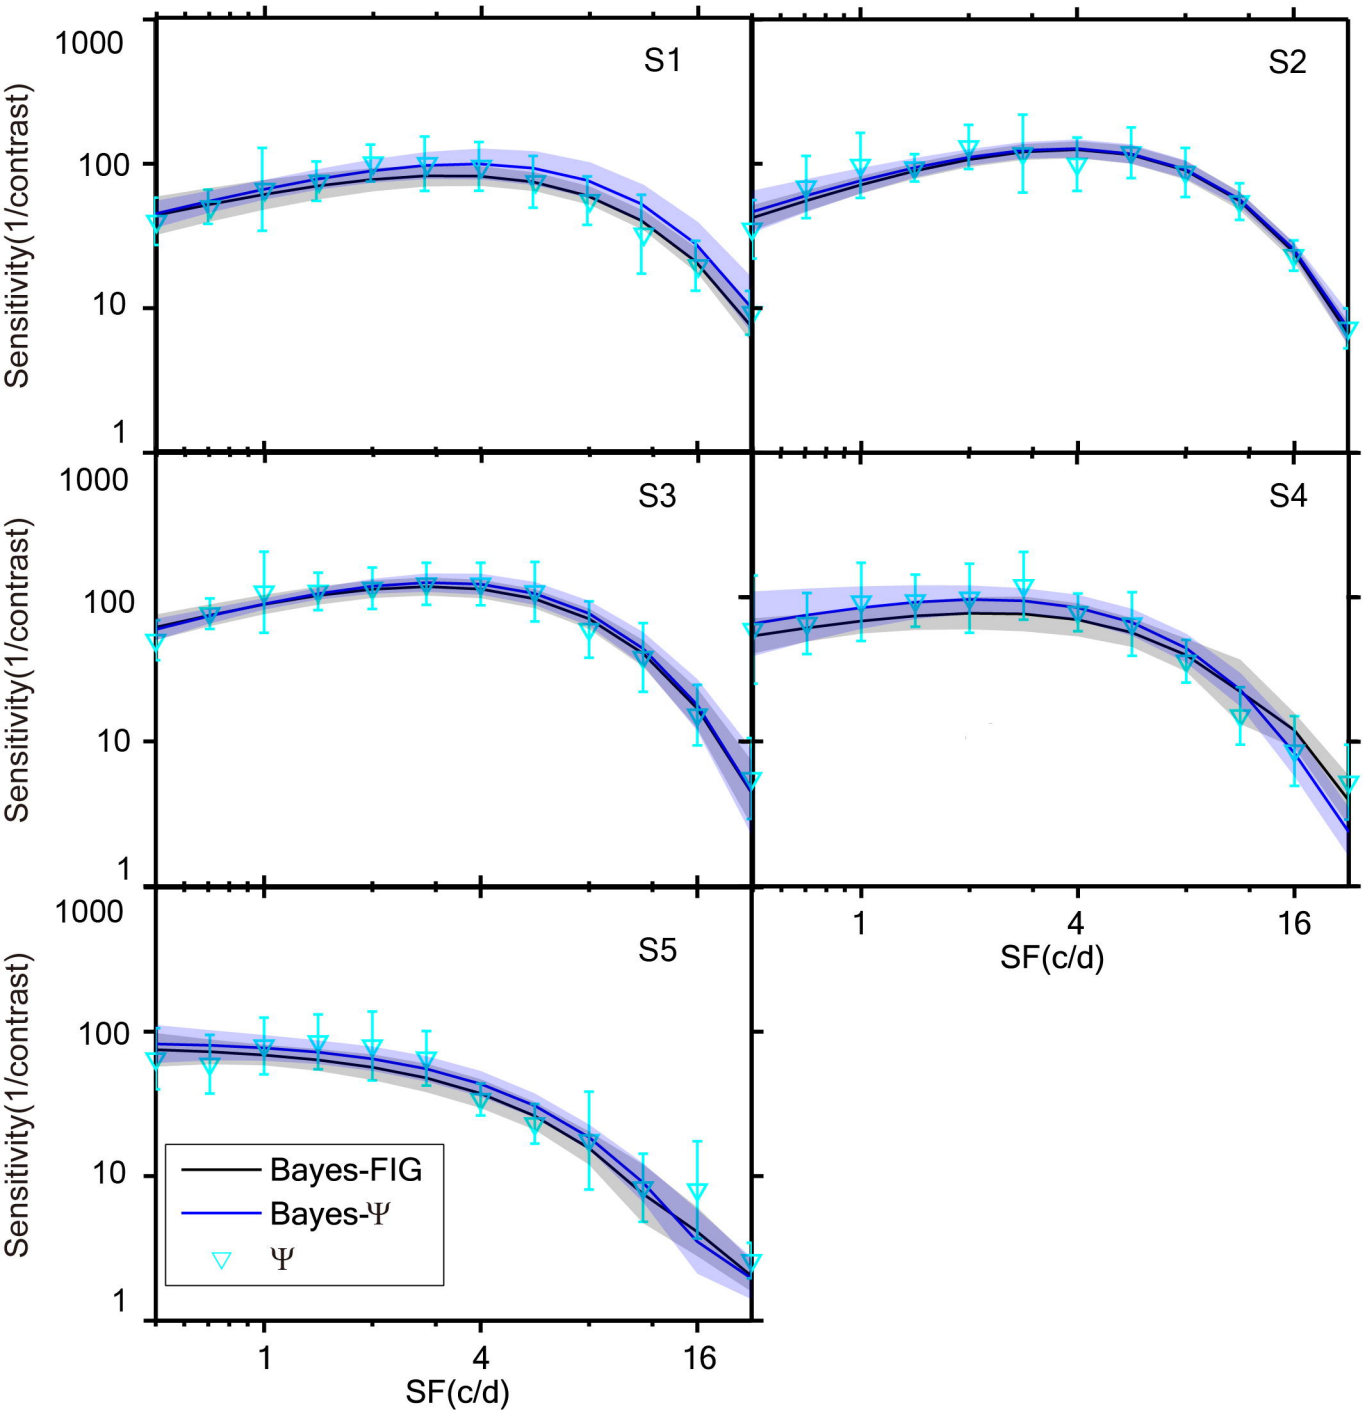 1000
S1
S2
100
10
1
Sensitivity(1/contrast)
1000
S3
S4
100
10
1
Sensitivity(1/contrast)
1 4 16
SF(c/d)
1000
S5
100
10
1
Sensitivity(1/contrast)
Bayes-FIG
Bayes-Ψ
Ψ
1 4 16
SF(c/d)